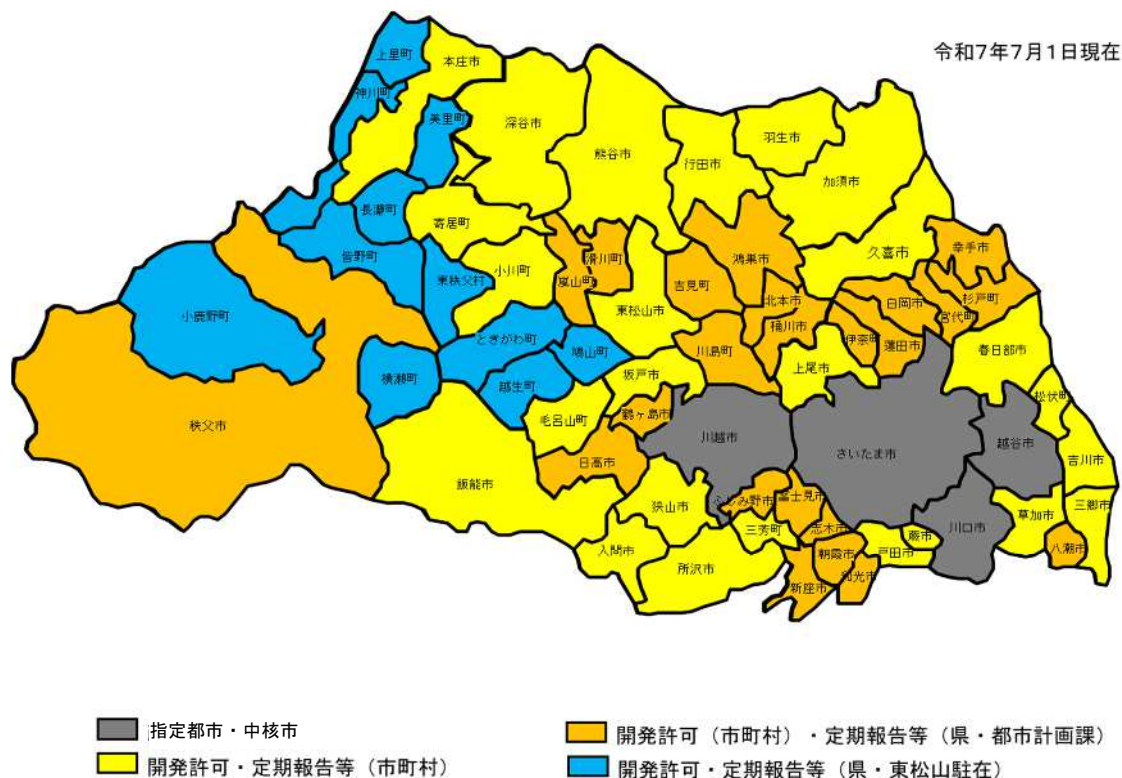 令和7年7月1日現在
上里町
本庄市
神川町
美里町
深谷市
熊谷市
行田市
羽生市
加須市
長瀞町
寄居町
皆野町
東秩父村
小川町
嵐山町
滑川町
吉見町
鴻巣市
久喜市
幸手市
小鹿野町
ときがわ町
鳩山町
東松山市
北本市
桶川市
川島町
白岡市
宮代町
杉戸町
伊奈町
蓮田市
上尾市
春日部市
横瀬町
越生町
坂戸市
毛呂山町
鶴ヶ島市
松伏町
秩父市
川越市
さいたま市
越谷市
吉川市
日高市
飯能市
狭山市
ふじみ野市
富士見市
三芳町
志木市
入間市
所沢市
新座市
朝霞市
和光市
戸田市
蕨市
川口市
草加市
三郷市
八潮市
指定都市・中核市
開発許可・定期報告等(市町村)
開発許可(市町村)・定期報告等(県・都市計画課)
開発許可・定期報告等(県・東松山駐在)